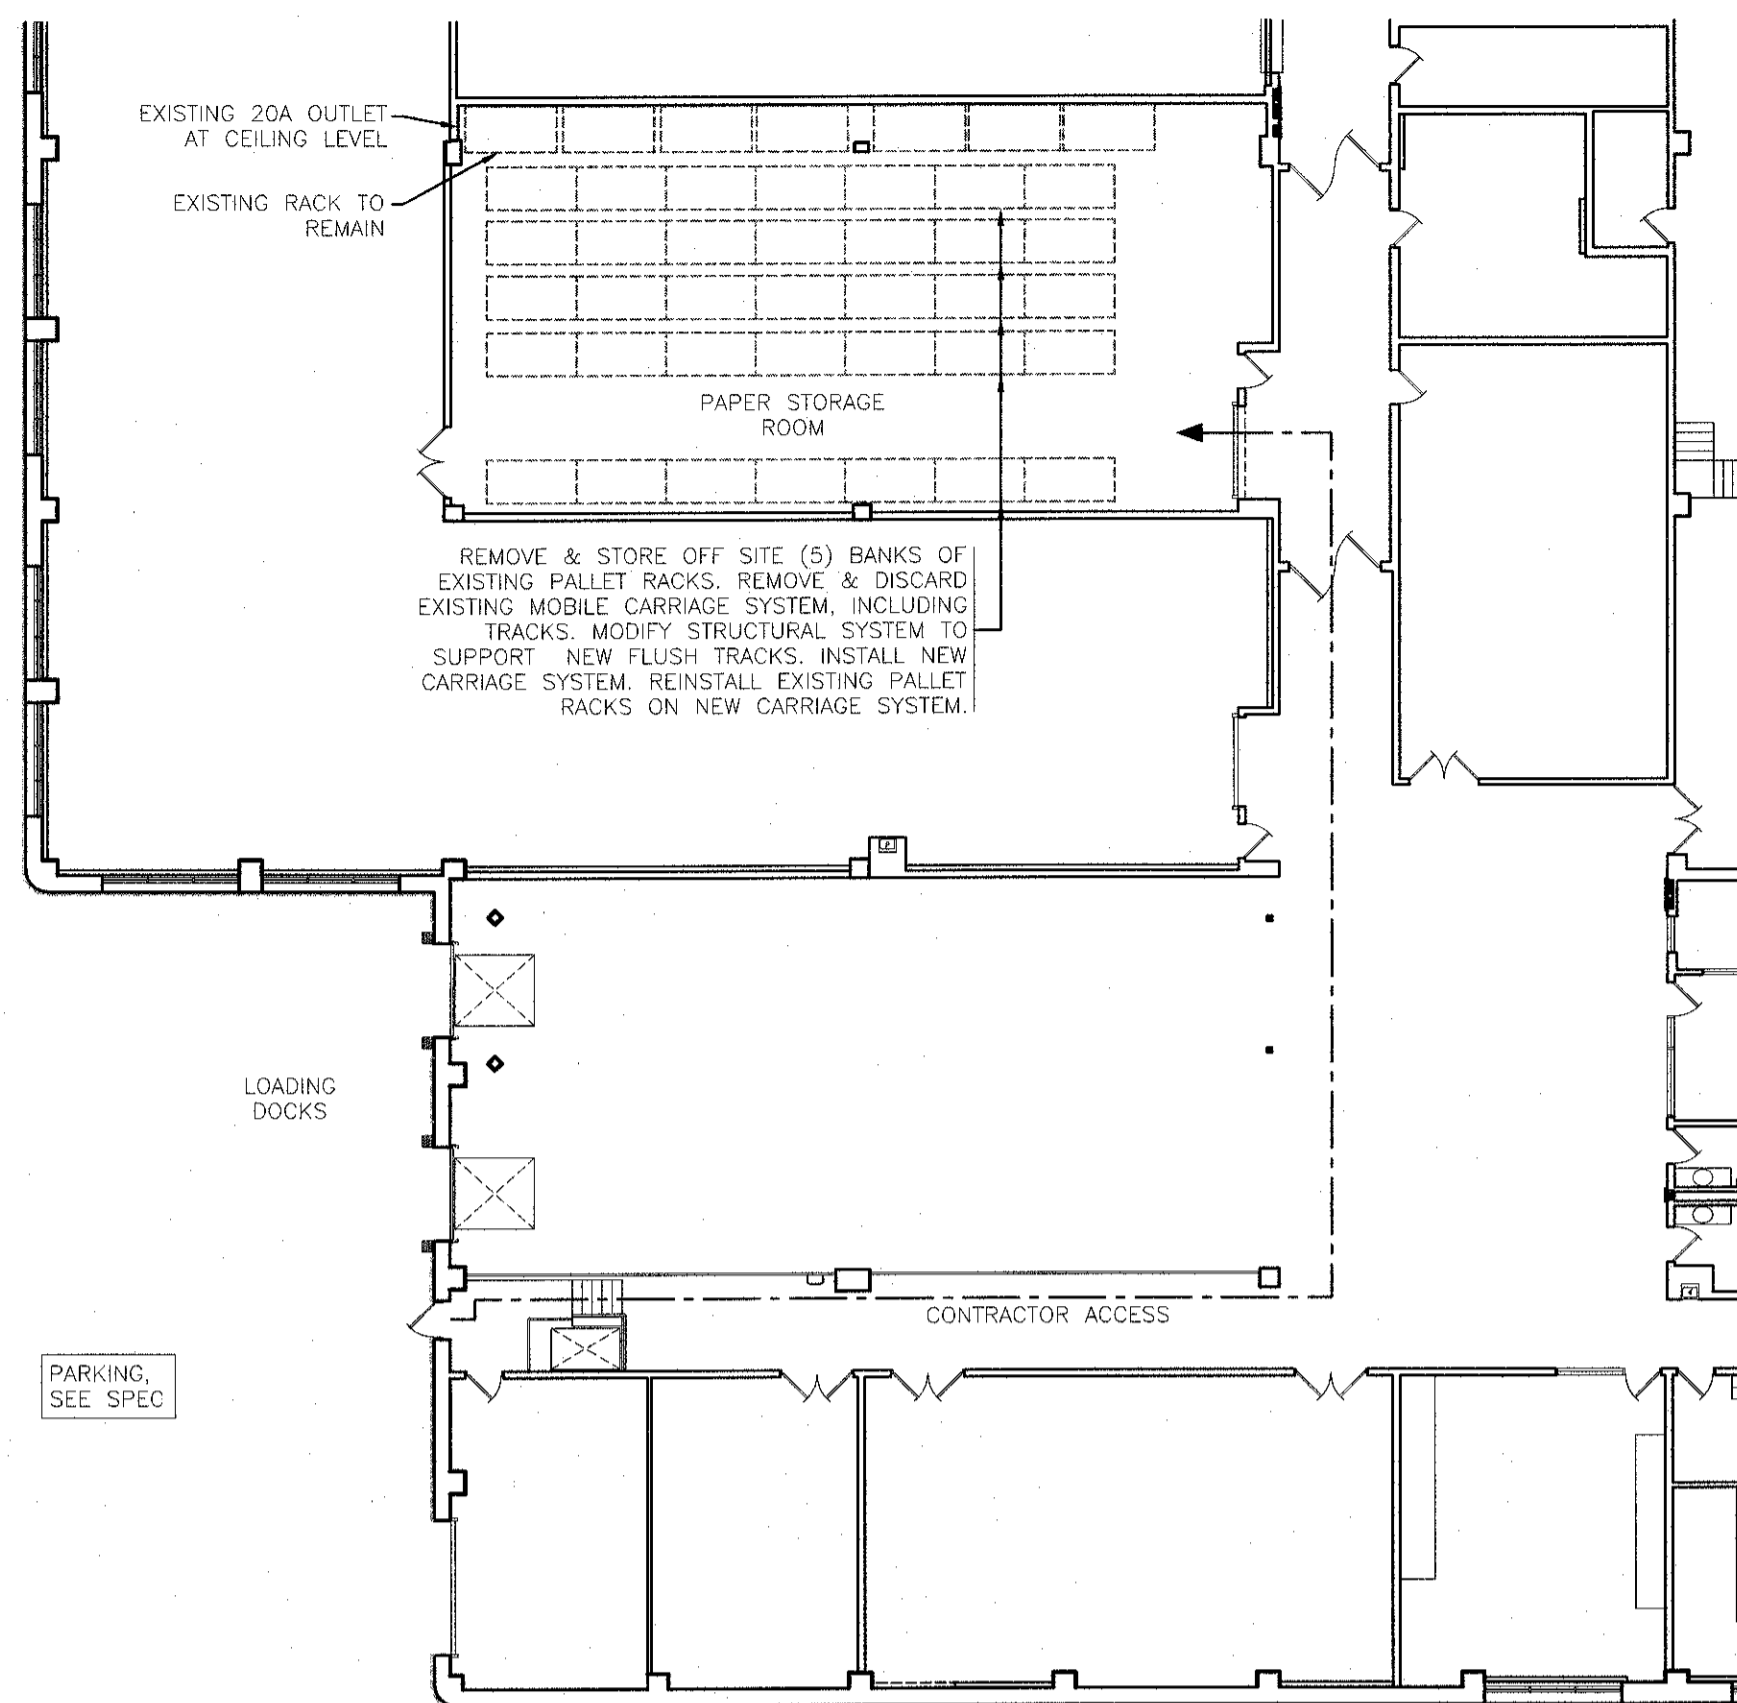 EXISTING 20A OUTLET
AT CEILING LEVEL
EXISTING RACK TO
REMAIN
PAPER STORAGE
ROOM
REMOVE & STORE OFF SITE (5) BANKS OF
EXISTING PALLET RACKS. REMOVE & DISCARD
EXISTING MOBILE CARRIAGE SYSTEM, INCLUDING
TRACKS. MODIFY STRUCTURAL SYSTEM TO
SUPPORT NEW FLUSH TRACKS. INSTALL NEW
CARRIAGE SYSTEM. REINSTALL EXISTING PALLET
RACKS ON NEW CARRIAGE SYSTEM.
LOADING
DOCKS
CONTRACTOR ACCESS
PARKING,
SEE SPEC